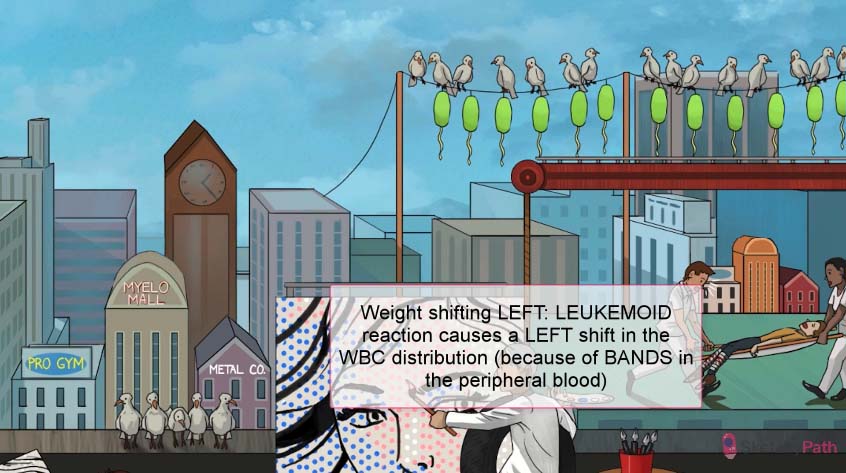 MYELO
MALL
PRO GYM
METAL CO.
Weight shifting LEFT: LEUKEMOID
reaction causes a LEFT shift in the
WBC distribution (because of BANDS in
the peripheral blood)
SketchyPath